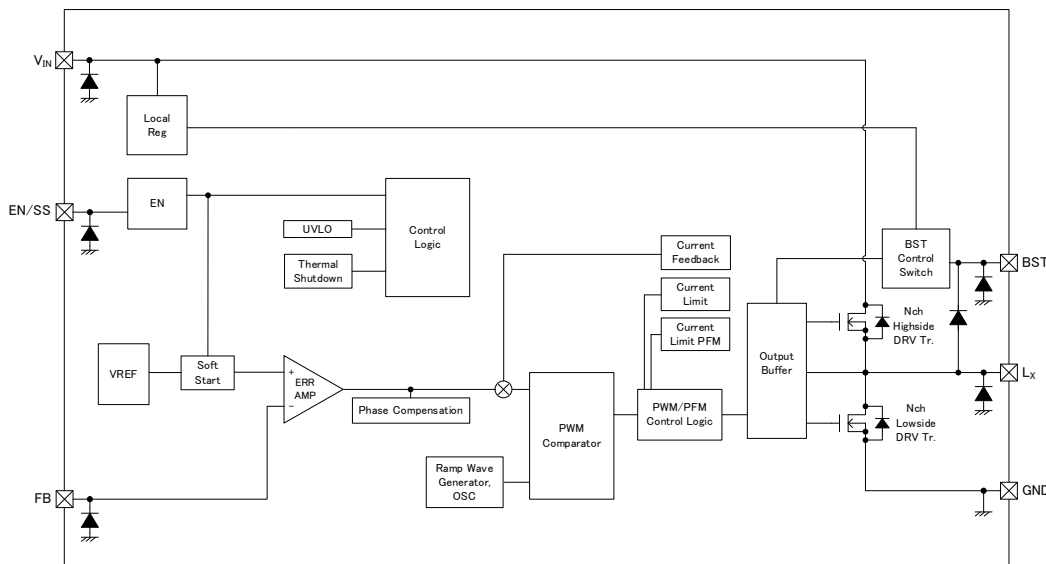 VIN
Local
Reg
EN/SS
EN
UVLO
Thermal
Shutdown
Control
Logic
Current
Feedback
BST
Control
Switch
BST
Current
Limit
Current
Limit PFM
Nch
Highside
DRV Tr.
Output
Buffer
VREF
Soft
Start
+
ERR
AMP
−
Phase Compensation
PWM
Comparator
PWM/PFM
Control Logic
LX
Nch
Lowside
DRV Tr.
Ramp Wave
Generator,
OSC
FB
GND